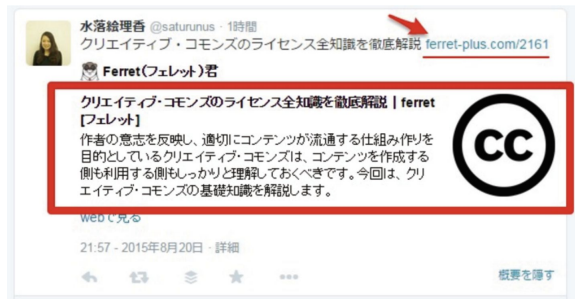 水落絵理香 @saturunus · 1時間
クリエイティブ・コモンズのライセンス全知識を徹底解説 ferret-plus.com/2161
Ferret(フェレット)君
クリエイティブ・コモンズのライセンス全知識を徹底解説 | ferret
[フェレット]
作者の意志を反映し、適切にコンテンツが流通する仕組み作りを
目的としているクリエイティブ・コモンズは、コンテンツを作成する
側も利用する側もしっかりと理解しておくべきです。今回は、クリ
エイティブ・コモンズの基礎知識を解説します。
cc
webで見る
21:57 - 2015年8月20日 · 詳細
概要を隠す